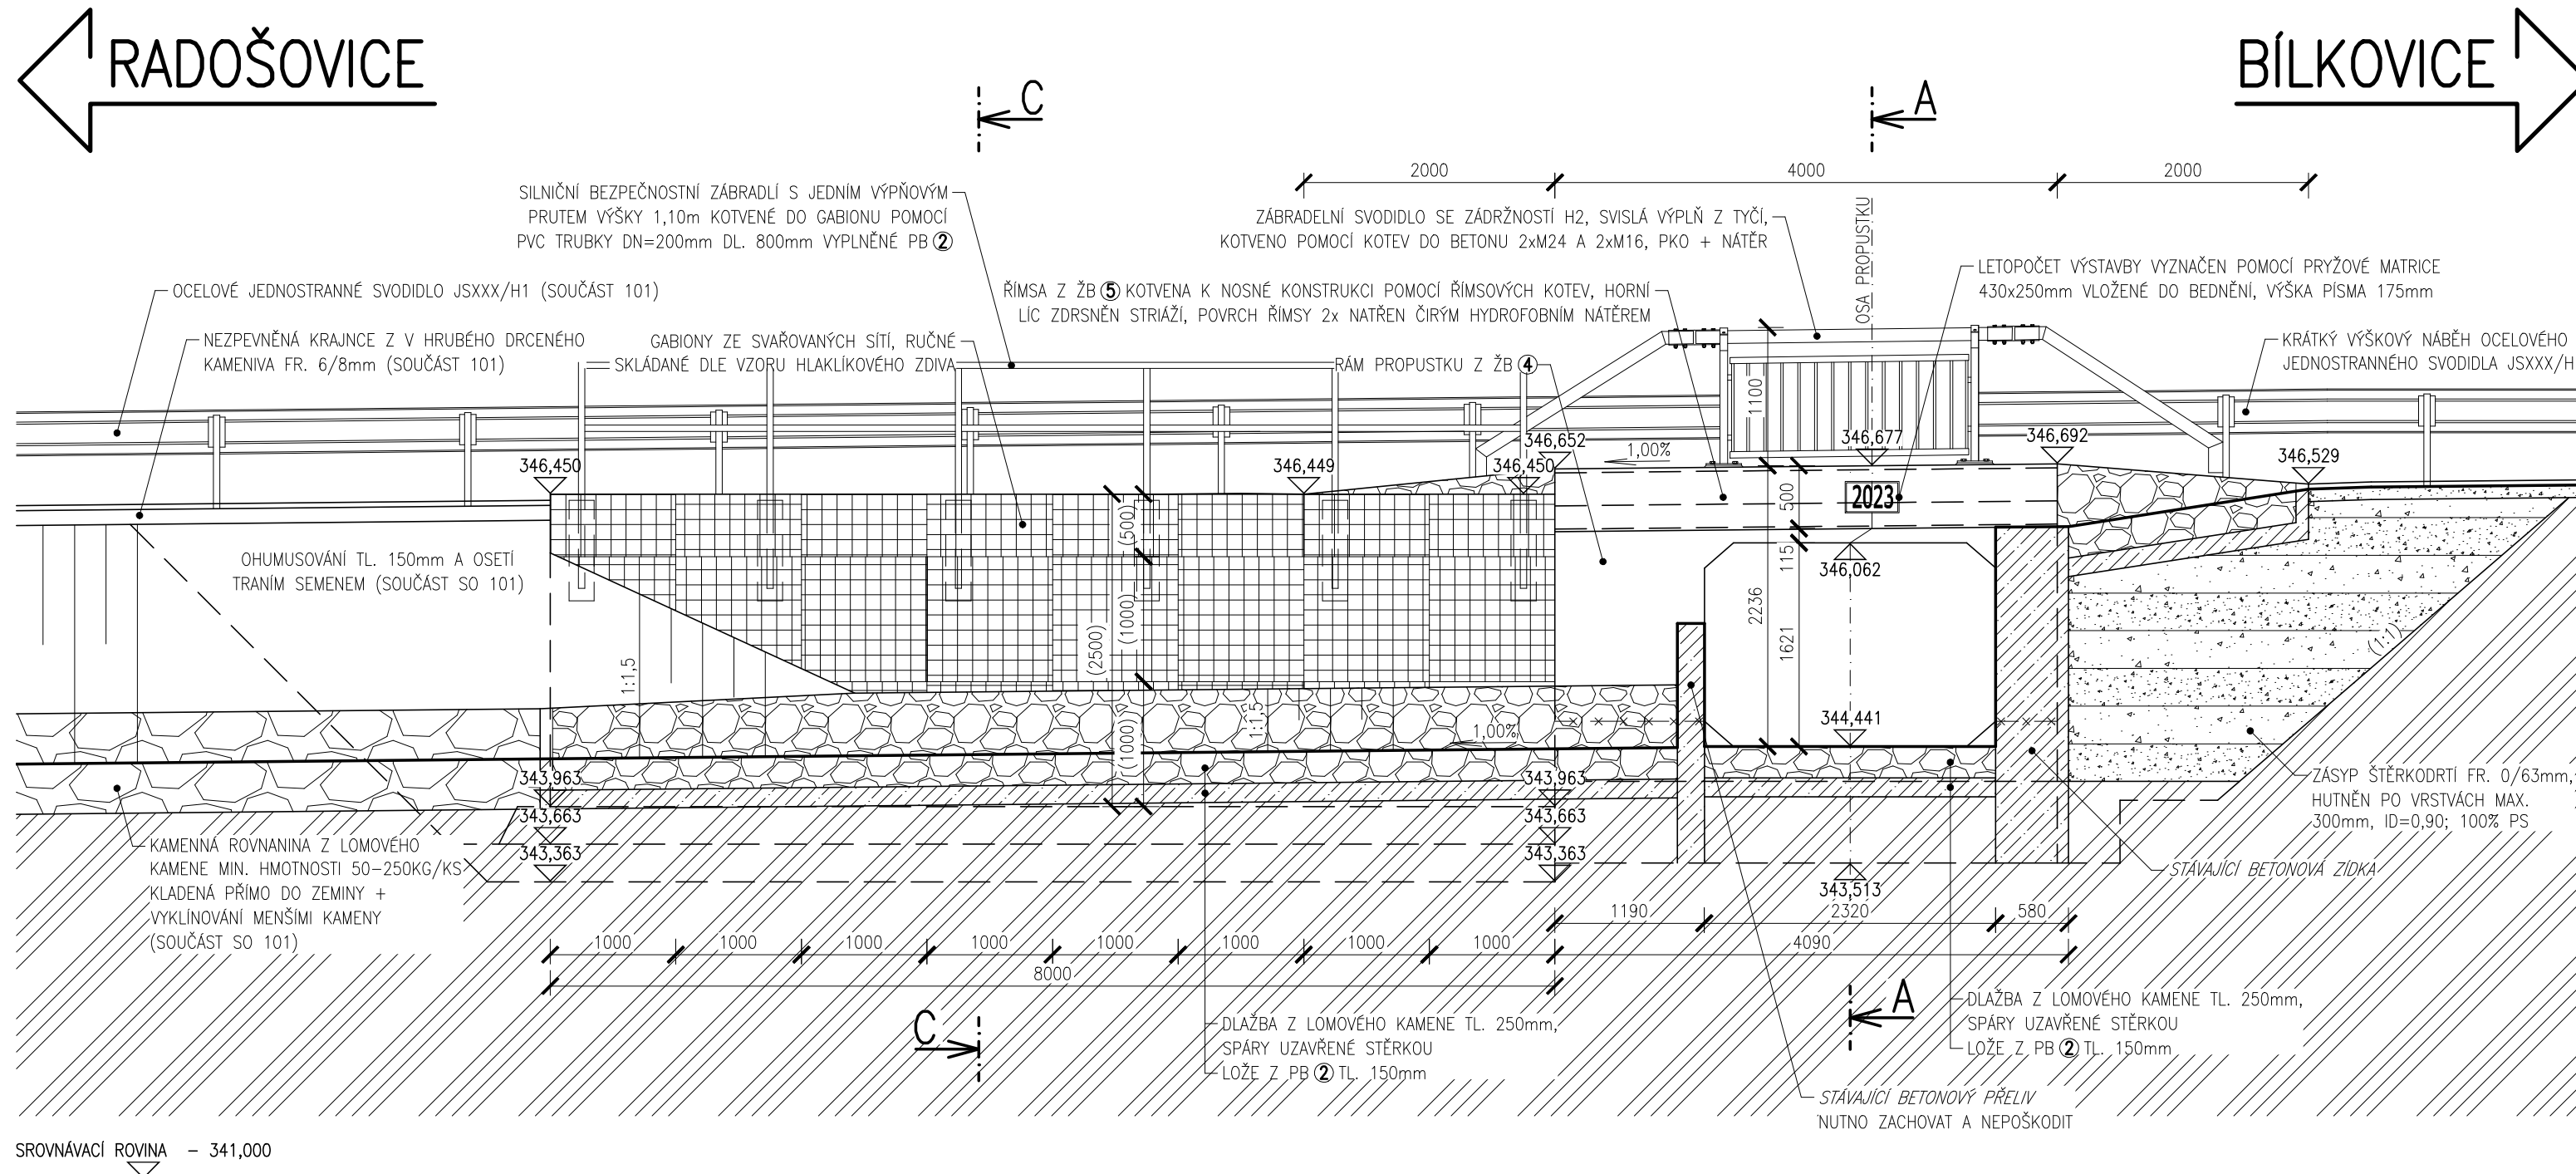 RADOŠOVICE
BÍLKOVICE
C
A
2000
4000
2000
SILNIČNÍ BEZPEČNOSTNÍ ZÁBRADLÍ S JEDNÍM VÝPŇOVÝM
PRUTEM VÝŠKY 1,10m KOTVENÉ DO GABIONU POMOCÍ
PVC TRUBKY DN=200mm DL. 800mm VYPLNĚNÉ PB 2
ZÁBRADELNÍ SVODIDLO SE ZÁDRŽNOSTÍ H2, SVISLÁ VÝPLŇ Z TYČÍ,
KOTVENO POMOCÍ KOTEV DO BETONU 2xM24 A 2xM16, PKO + NÁTĚR
OSA PROPUSTKU
LETOPOČET VÝSTAVBY VYZNAČEN POMOCÍ PRYŽOVÉ MATRICE
430x250mm VLOŽENÉ DO BEDNĚNÍ, VÝŠKA PÍSMA 175mm
OCELOVÉ JEDNOSTRANNÉ SVODIDLO JSXXX/H1 (SOUČÁST 101)
ŘÍMSA Z ŽB 5 KOTVENA K NOSNÉ KONSTRUKCI POMOCÍ ŘÍMSOVÝCH KOTEV, HORNÍ
LÍC ZDRSNĚN STRIÁŽÍ, POVRCH ŘÍMSY 2x NATŘEN ČIRÝM HYDROFOBNÍM NÁTĚREM
NEZPEVNĚNÁ KRAJNCE Z V HRUBÉHO DRCENÉHO
KAMENIVA FR. 6/8mm (SOUČÁST 101)
GABIONY ZE SVAŘOVANÝCH SÍTÍ, RUČNÉ
SKLÁDANÉ DLE VZORU HLAKLÍKOVÉHO ZDIVA
RÁM PROPUSTKU Z ŽB 4
KRÁTKÝ VÝŠKOVÝ NÁBĚH OCELOVÉHO
JEDNOSTRANNÉHO SVODIDLA JSXXX/H
1100
346,450
346,449
346,450
346,652
1,00%
346,677
346,692
346,529
500
2023
(500)
OHUMUSOVÁNÍ TL. 150mm A OSETÍ
TRANÍM SEMENEM (SOUČÁST SO 101)
115
346,062
2236
(1000)
(2500)
1621
(1:1)
1:1,5
1:1,5
344,441
1,00%
(1000)
343,963
343,963
343,663
343,663
343,363
343,363
343,513
ZÁSYP ŠTĚRKODRTÍ FR. 0/63mm,
HUTNĚN PO VRSTVÁCH MAX.
300mm, ID=0,90; 100% PS
KAMENNÁ ROVNANINA Z LOMOVÉHO
KAMENE MIN. HMOTNOSTI 50-250KG/KS
KLADENÁ PŘÍMO DO ZEMINY +
VYKLÍNOVÁNÍ MENŠÍMI KAMENY
(SOUČÁST SO 101)
STÁVAJÍCÍ BETONOVÁ ZÍDKA
1190
2320
580
1000
1000
1000
1000
1000
1000
1000
1000
4090
8000
C
A
DLAŽBA Z LOMOVÉHO KAMENE TL. 250mm,
SPÁRY UZAVŘENÉ STĚRKOU
LOŽE Z PB 2 TL. 150mm
DLAŽBA Z LOMOVÉHO KAMENE TL. 250mm,
SPÁRY UZAVŘENÉ STĚRKOU
LOŽE Z PB 2 TL. 150mm
STÁVAJÍCÍ BETONOVÝ PŘELIV
NUTNO ZACHOVAT A NEPOŠKODIT
SROVNÁVACÍ ROVINA - 341,000